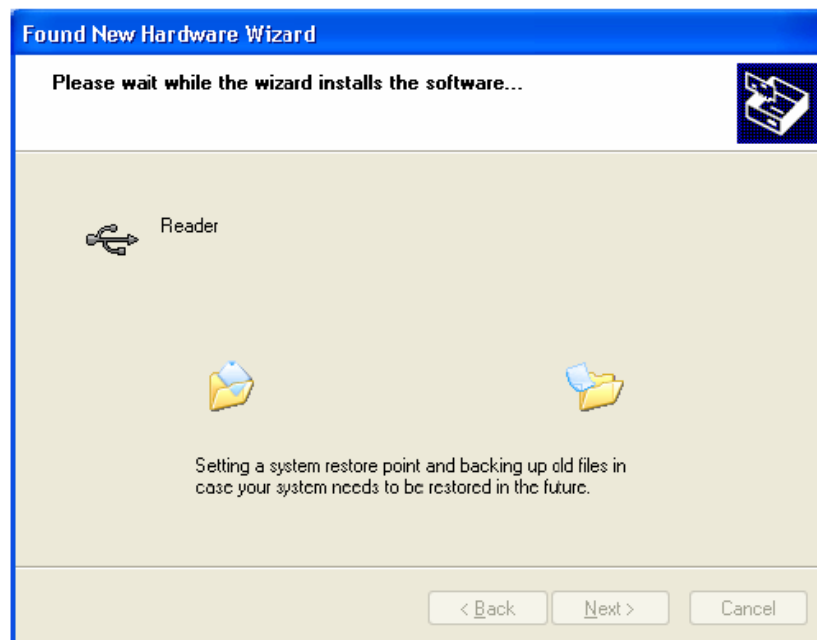 Found New Hardware Wizard
Please wait while the wizard installs the software...
Reader
Setting a system restore point and backing up old files in
case your system needs to be restored in the future.
< Back
Next >
Cancel